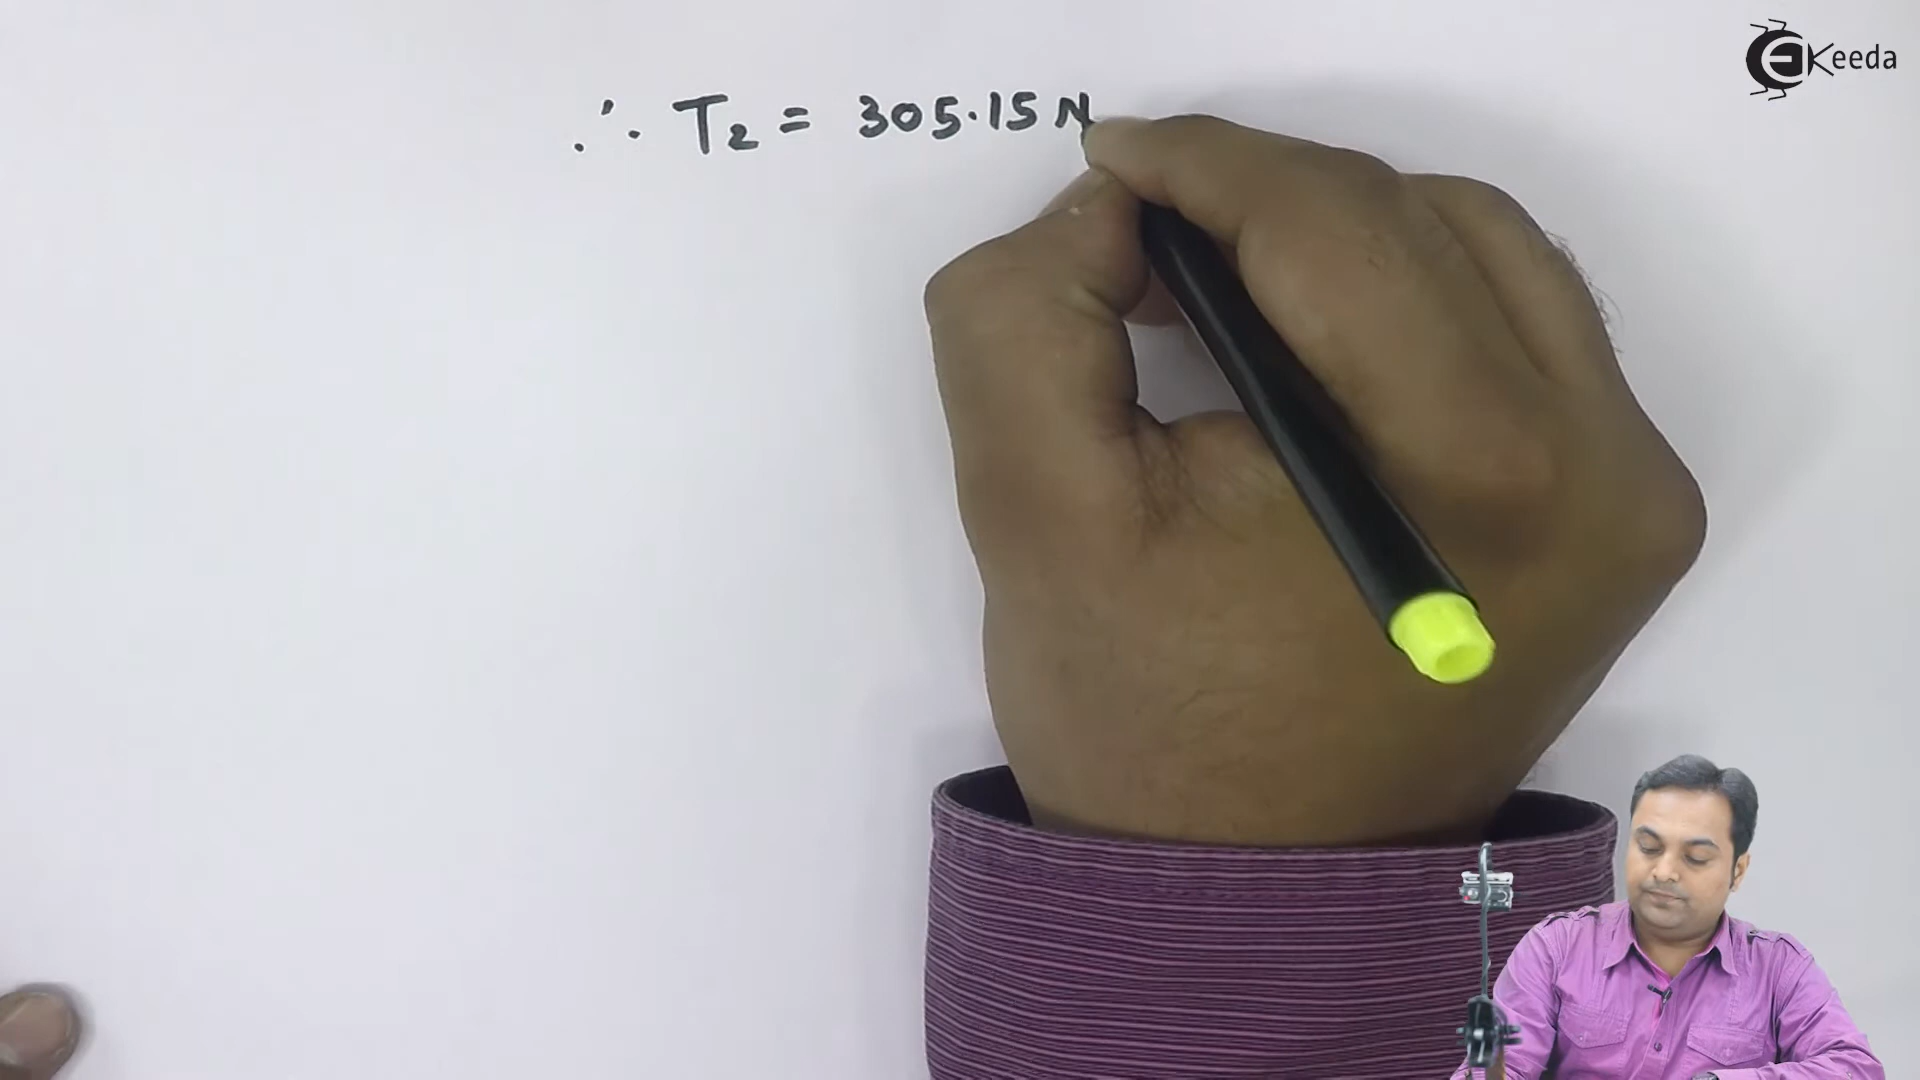 ∴ T₂ = 305.15 N
EKeeda